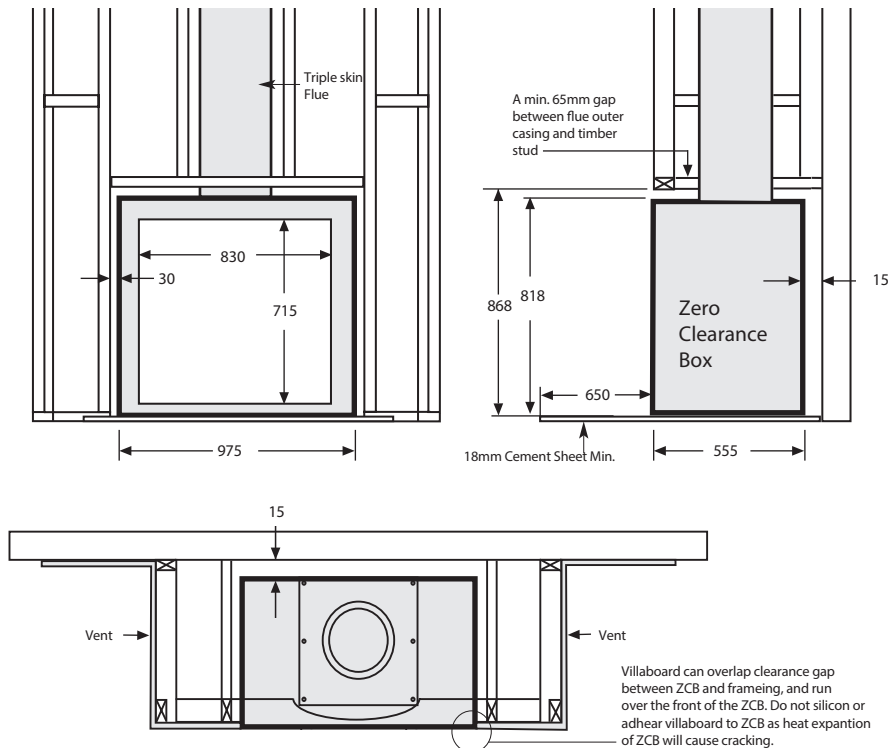 Triple skin
Flue
A min. 65mm gap
between flue outer
casing and timber
stud
830
30
715
975
868
818
15
Zero
Clearance
Box
650
18mm Cement Sheet Min.
555
15
Vent
Vent
Villaboard can overlap clearance gap
between ZCB and frameing, and run
over the front of the ZCB. Do not silicon or
adhear villaboard to ZCB as heat expantion
of ZCB will cause cracking.